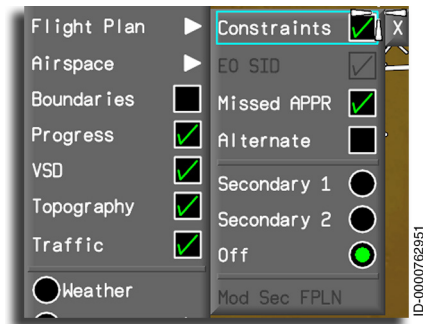 Flight Plan
Airspace
Boundaries
Progress
VSD
Topography
Traffic
Weather
Constraints
X
EO SID
Missed APPR
Alternate
Secondary 1
Secondary 2
Off
Mod Sec FPLN
ID-0000762951